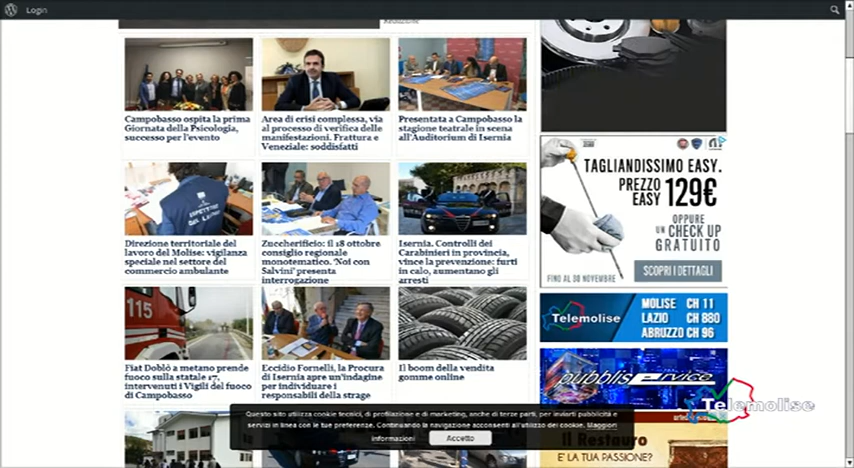 Login
Redazione
Campobasso ospita la prima
Giornata della Psicologia,
successo per l'evento
Area di crisi complessa, via
al processo di verifica delle
manifestazioni. Frattura e
Veneziale: soddisfatti
Presentata a Campobasso la
stagione teatrale in scena
all'Auditorium di Isernia
ISPETTORE
DEL LAVORO
Direzione territoriale del
lavoro del Molise: vigilanza
speciale nel settore del
commercio ambulante
Zuccherificio: il 18 ottobre
consiglio regionale
monotematico. 'Noi con
Salvini' presenta
interrogazione
Isernia. Controlli dei
Carabinieri in provincia,
vince la prevenzione: furti
in calo, aumentano gli
arresti
115
Fiat Doblò a metano prende
fuoco sulla statale 17,
intervenuti i Vigili del fuoco
di Campobasso
Eccidio Fornelli, la Procura
di Isernia apre un'indagine
per individuare i
responsabili della strage
Il boom della vendita
gomme online
TAGLIANDISSIMO EASY.
PREZZO
EASY 129€
OPPURE
UN CHECK UP
GRATUITO
FINO AL 30 NOVEMBRE
SCOPRI I DETTAGLI
Telemolise
MOLISE CH 11
LAZIO CH 880
ABRUZZO CH 96
pubbliservice
Telemolise
Il Restauro
È LA TUA PASSIONE?
Questo sito utilizza cookie tecnici, di profilazione e di marketing, anche di terze parti, per inviarti pubblicità e
servizi in linea con le tue preferenze. Continuando la navigazione acconsenti all'utilizzo dei cookie. Maggiori
informazioni
Accetto